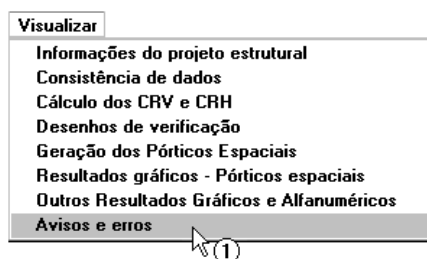 Visualizar
Informações do projeto estrutural
Consistência de dados
Cálculo dos CRV e CRH
Desenhos de verificação
Geração dos Pórticos Espaciais
Resultados gráficos - Pórticos espaciais
Outros Resultados Gráficos e Alfanuméricos
Avisos e erros
1